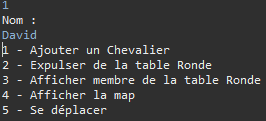 1
Nom :
David
1 - Ajouter un Chevalier
2 - Expulser de la table Ronde
3 - Afficher membre de la table Ronde
4 - Afficher la map
5 - Se déplacer